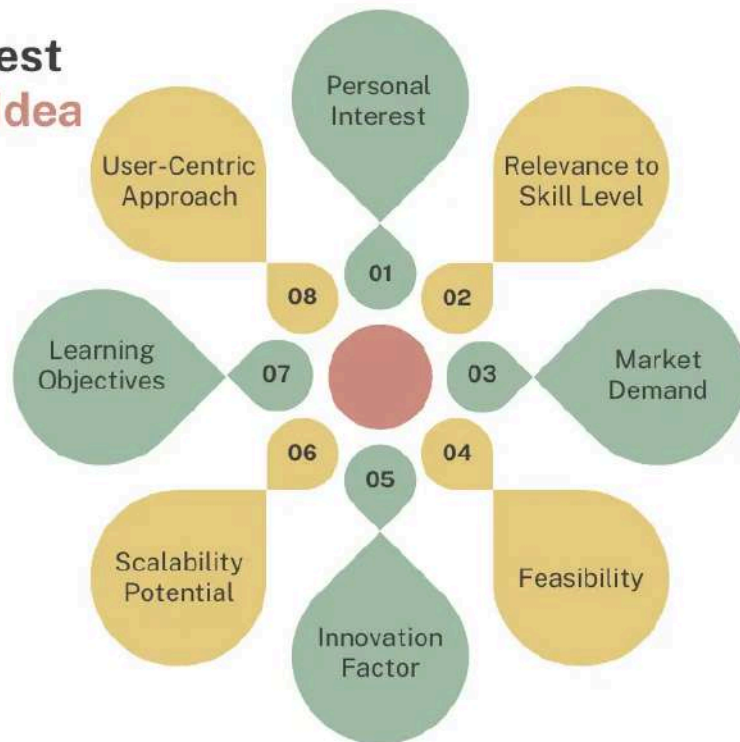 est
idea
Personal
Interest
01
Relevance to
Skill Level
02
Market
Demand
03
Feasibility
04
Innovation
Factor
05
Scalability
Potential
06
Learning
Objectives
07
User-Centric
Approach
08